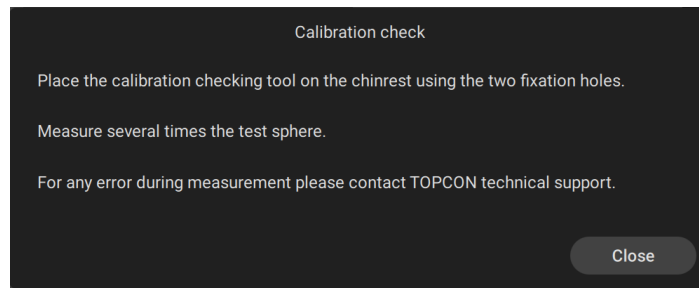 Calibration check
Place the calibration checking tool on the chinrest using the two fixation holes.
Measure several times the test sphere.
For any error during measurement please contact TOPCON technical support.
Close